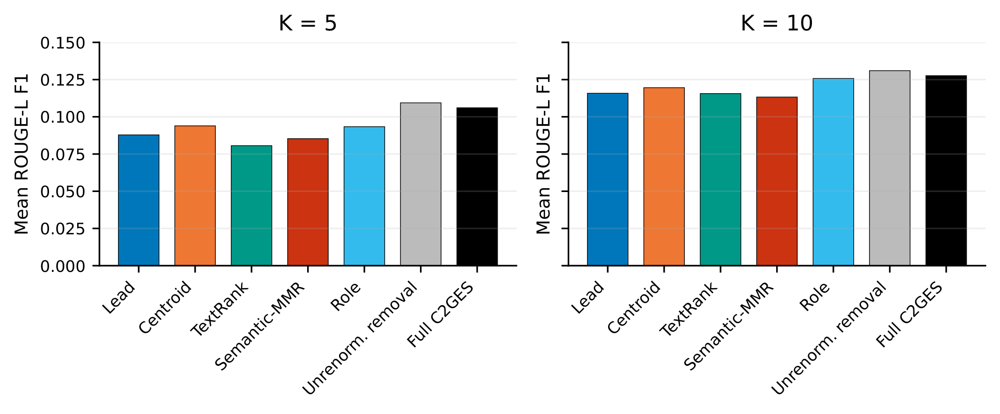 K = 5
Mean ROUGE-L F1
0.150
0.125
0.100
0.075
0.050
0.025
0.000
Lead
Centroid
TextRank
Semantic-MMR
Role
Unrenorm. removal
Full C2GES
K = 10
Mean ROUGE-L F1
Lead
Centroid
TextRank
Semantic-MMR
Role
Unrenorm. removal
Full C2GES